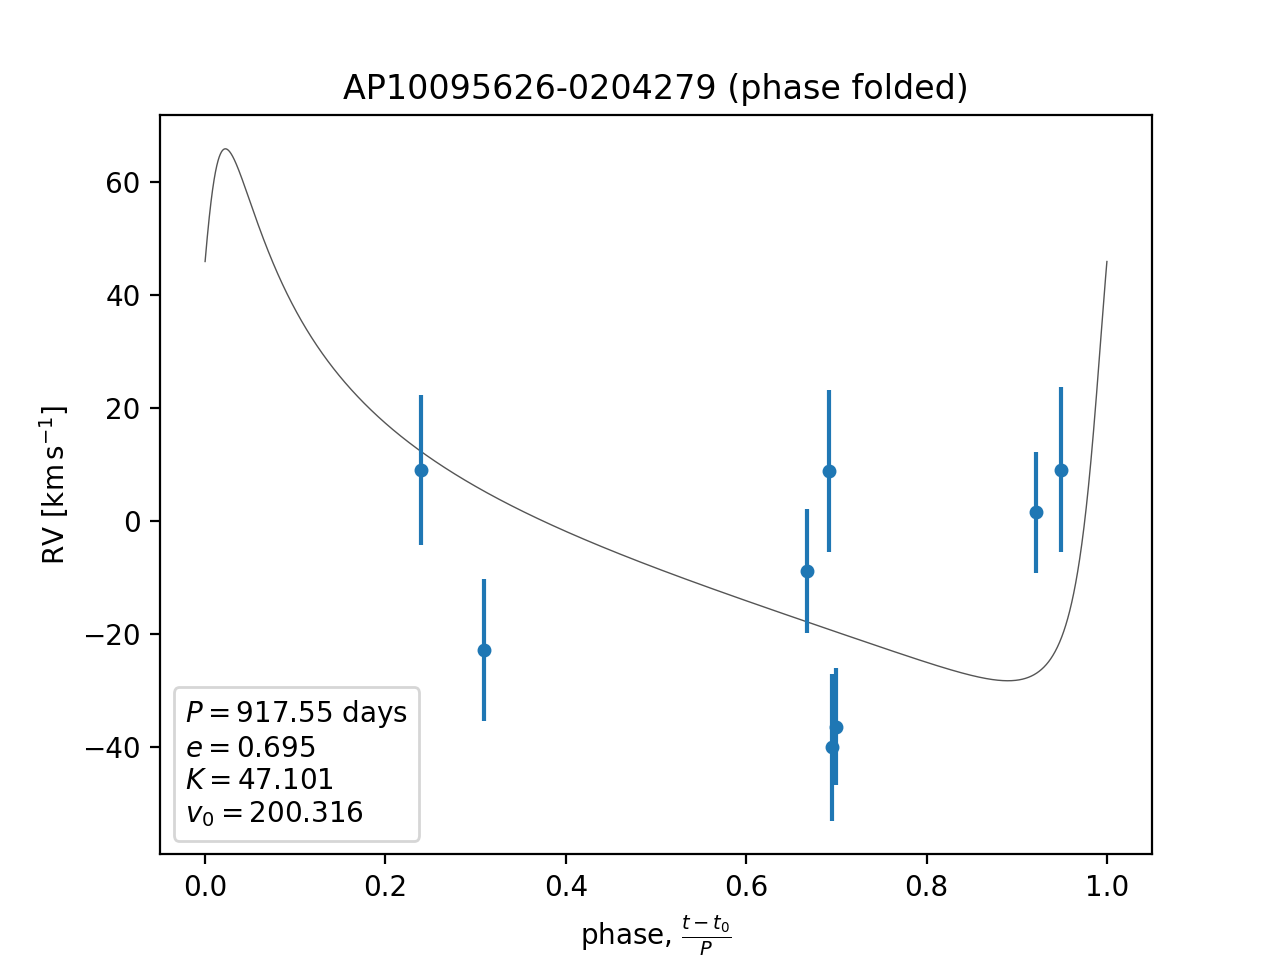 AP10095626-0204279 (phase folded)
RV [km s⁻¹]
60
40
20
0
−20
−40
P = 917.55 days
e = 0.695
K = 47.101
v₀ = 200.316
0.0 0.2 0.4 0.6 0.8 1.0
phase, (t − t₀)/P